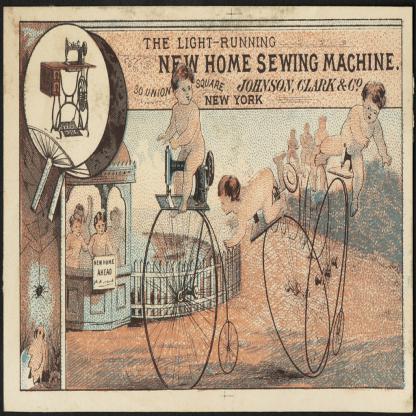 THE LIGHT-RUNNING
NEW HOME SEWING MACHINE.
30 UNION SQUARE JOHNSON, CLARK & CO.
NEW YORK
NEW HOME
AHEAD